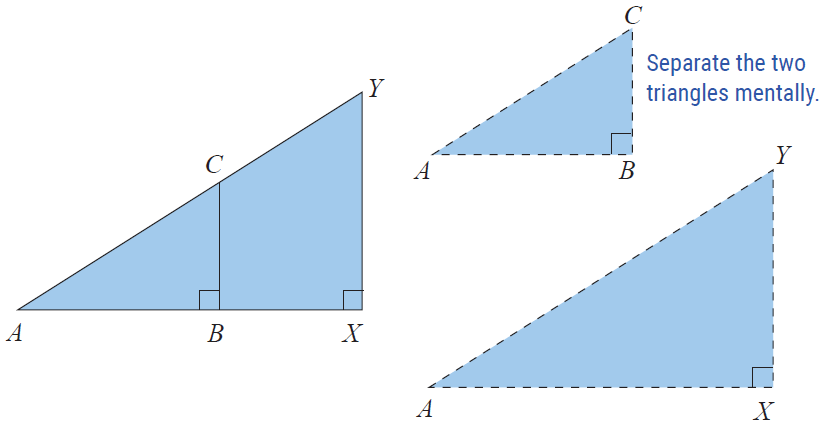 Y
C
A
B
X
C
Separate the two
triangles mentally.
A
B
Y
A
X